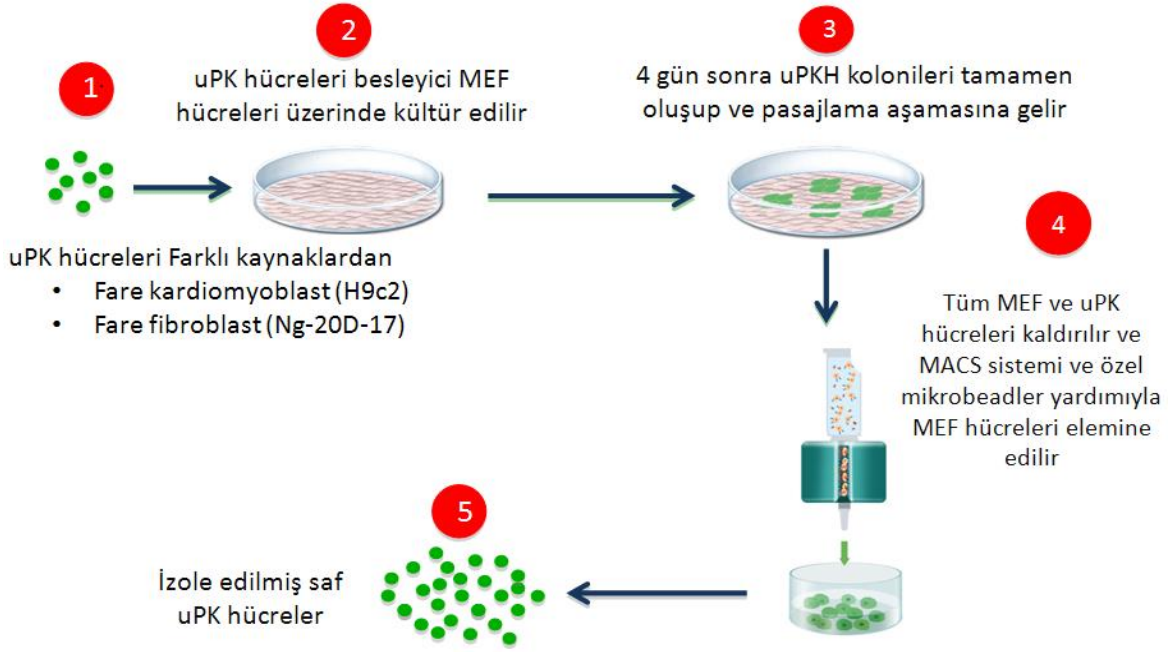 1
uPK hücreleri Farklı kaynaklardan
• Fare kardiomyoblast (H9c2)
• Fare fibroblast (Ng-20D-17)
2
uPK hücreleri besleyici MEF
hücreleri üzerinde kültür edilir
3
4 gün sonra uPKH kolonileri tamamen
oluşup ve pasajlama aşamasına gelir
4
Tüm MEF ve uPK
hücreleri kaldırılır ve
MACS sistemi ve özel
mikrobeadler yardımıyla
MEF hücreleri elemine
edilir
5
İzole edilmiş saf
uPK hücreler